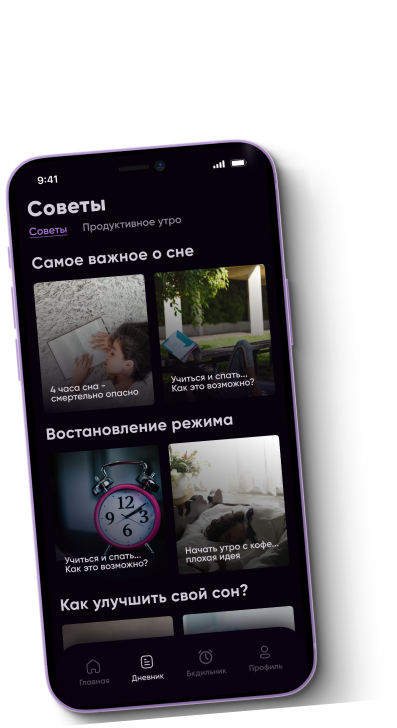 9:41
Советы
Советы Продуктивное утро
Самое важное о сне
4 часа сна -
смертельно опасно
Учиться и спать...
Как это возможно?
Востановление режима
Учиться и спать...
Как это возможно?
Начать утро с кофе...
плохая идея
Как улучшить свой сон?
Главная Дневник Бкдильник Профиль